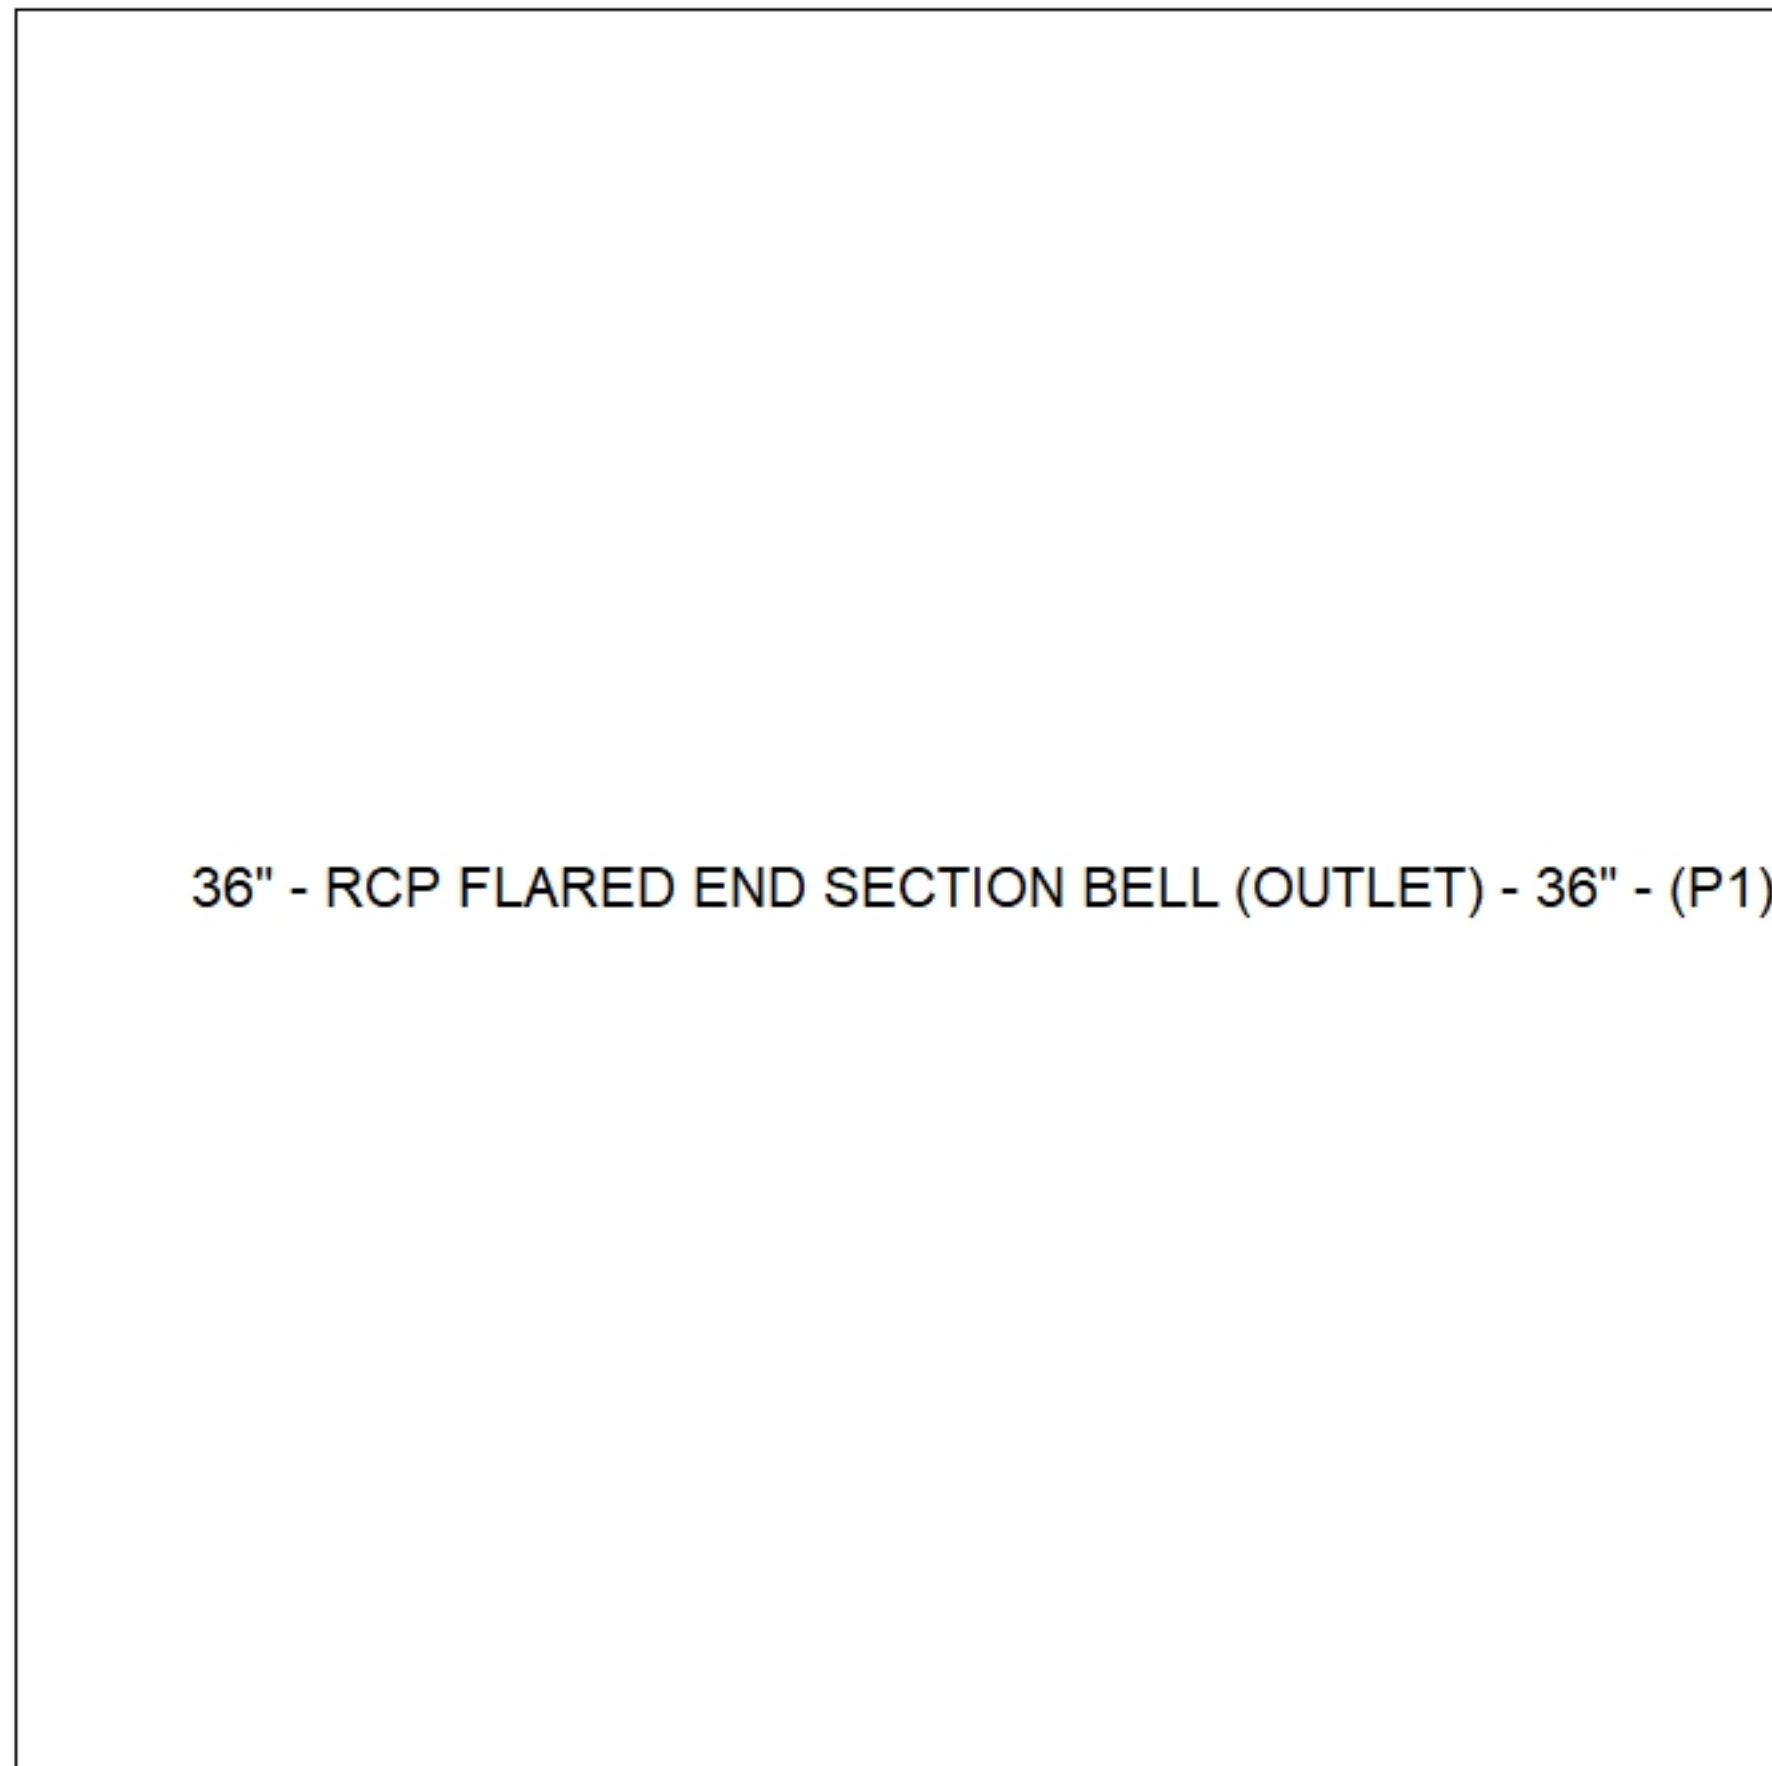 36" - RCP FLARED END SECTION BELL (OUTLET) - 36" - (P1)